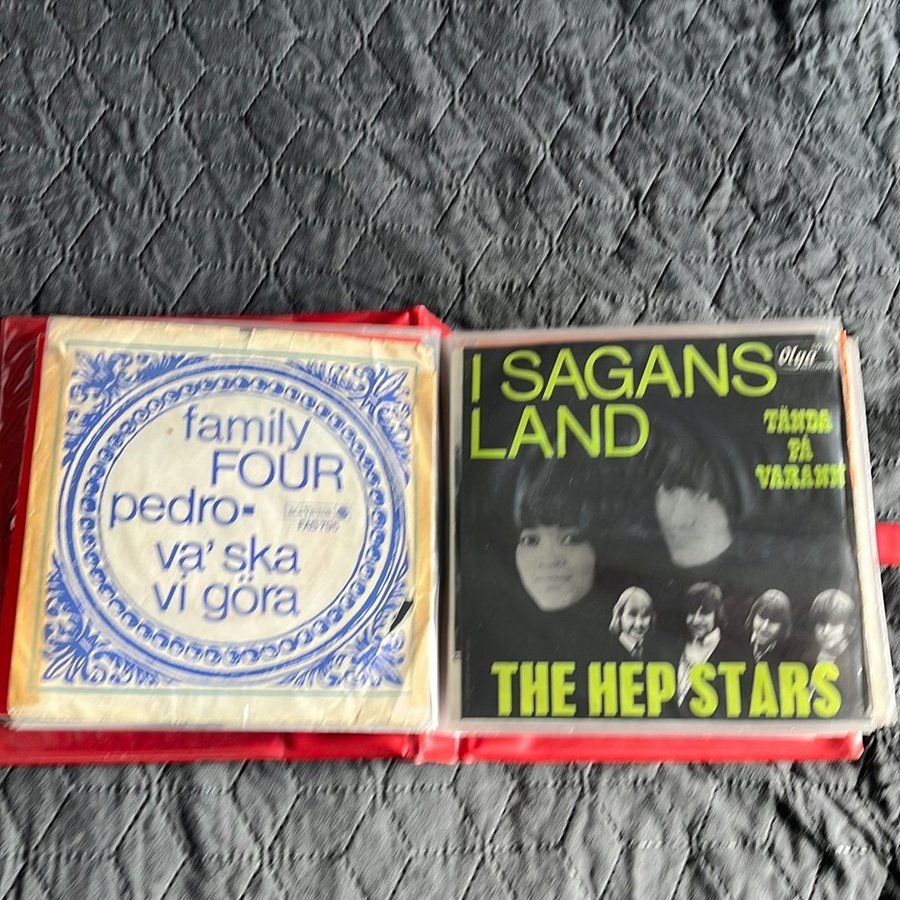 family
FOUR
pedro-
va' ska
vi göra
I SAGANS
LAND
Olga
TÄNDA
PÅ
VARANN
THE HEP STARS